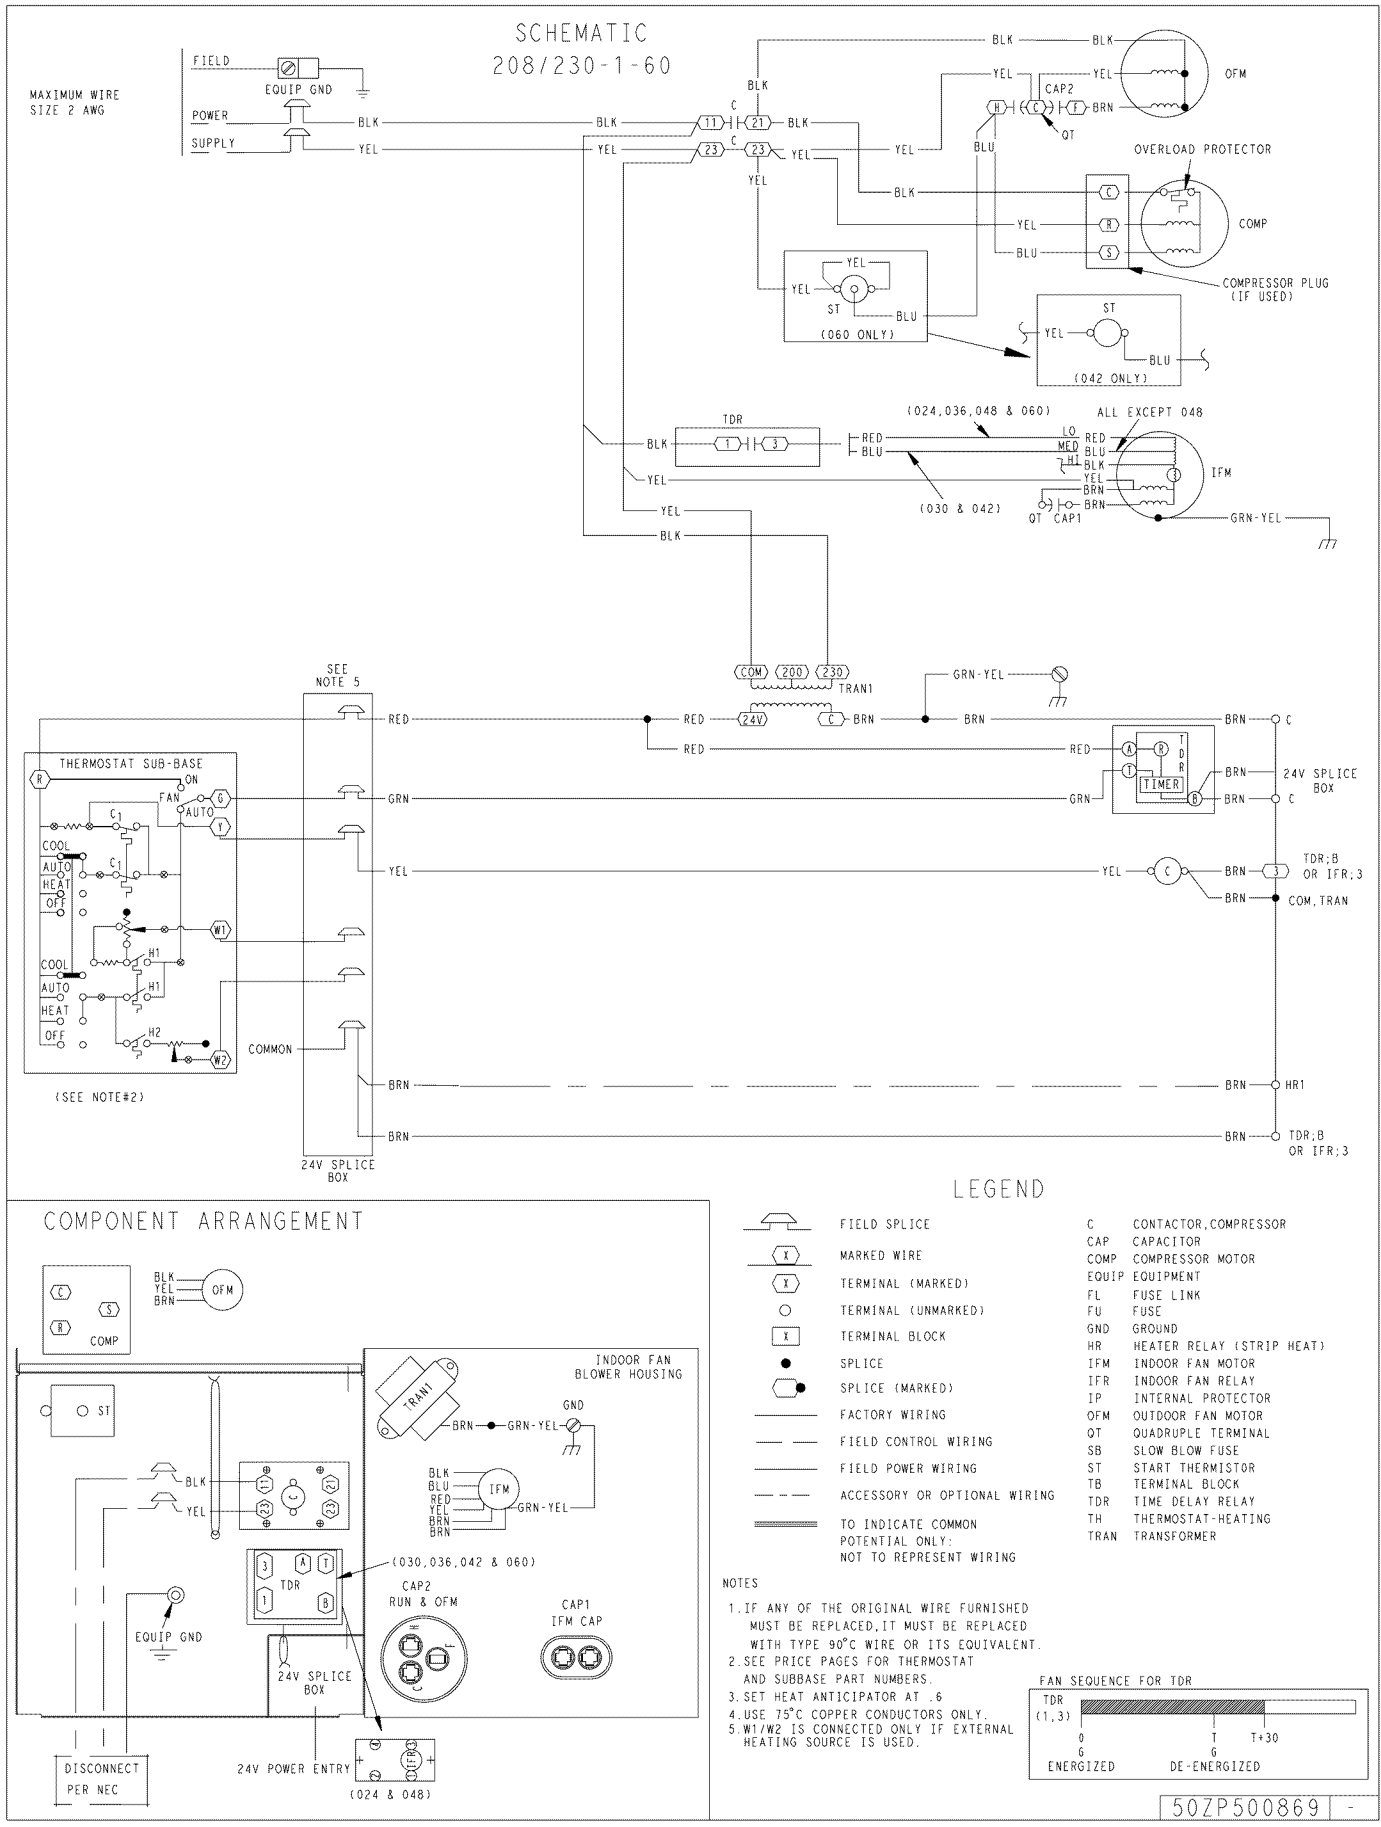 SCHEMATIC
208/230-1-60
MAXIMUM WIRE
SIZE 2 AWG
FIELD
POWER
SUPPLY
EQUIP GND
BLK
YEL
BLK
YEL
11
C
21
BLK
23
C
23
YEL
BLK
YEL
YEL
BLK
BLK
YEL
YEL
CAP2
H
C
F
BRN
QT
BLU
OFM
OVERLOAD PROTECTOR
BLK
C
YEL
R
BLU
S
COMP
COMPRESSOR PLUG
(IF USED)
YEL
YEL
ST
BLU
(060 ONLY)
ST
YEL
BLU
(042 ONLY)
(024,036,048 & 060)
ALL EXCEPT 048
TDR
BLK
1
3
RED
BLU
LO
RED
MED
BLU
HI
BLK
YEL
BRN
BRN
IFM
YEL
(030 & 042)
QT CAP1
GRN-YEL
YEL
BLK
COM
200
230
TRAN1
24V
C
BRN
GRN-YEL
BRN
BRN
C
SEE
NOTE 5
RED
RED
RED
RED
A
R
T
D
R
T
TIMER
B
BRN
BRN
C
24V SPLICE
BOX
THERMOSTAT SUB-BASE
R
ON
FAN
AUTO
G
GRN
GRN
C1
Y
COOL
AUTO
HEAT
OFF
C1
YEL
YEL
C
BRN
3
TDR;B
OR IFR;3
BRN
COM,TRAN
W1
COOL
AUTO
HEAT
OFF
H1
H1
H2
W2
COMMON
(SEE NOTE#2)
BRN
BRN
HR1
BRN
BRN
TDR;B
OR IFR;3
24V SPLICE
BOX
COMPONENT ARRANGEMENT
C
S
R
COMP
BLK
YEL
BRN
OFM
INDOOR FAN
BLOWER HOUSING
TRAN1
GND
BRN
GRN-YEL
ST
BLK
YEL
11
21
C
23
23
BLK
BLU
RED
YEL
BRN
BRN
IFM
GRN-YEL
3
A
T
TDR
1
B
(030,036,042 & 060)
CAP2
RUN & OFM
H
F
C
CAP1
IFM CAP
EQUIP GND
24V SPLICE
BOX
24V POWER ENTRY
4
3
2
1
IFR
(024 & 048)
DISCONNECT
PER NEC
LEGEND
FIELD SPLICE
X
MARKED WIRE
X
TERMINAL (MARKED)
TERMINAL (UNMARKED)
X
TERMINAL BLOCK
SPLICE
SPLICE (MARKED)
FACTORY WIRING
FIELD CONTROL WIRING
FIELD POWER WIRING
ACCESSORY OR OPTIONAL WIRING
TO INDICATE COMMON
POTENTIAL ONLY:
NOT TO REPRESENT WIRING
C CONTACTOR,COMPRESSOR
CAP CAPACITOR
COMP COMPRESSOR MOTOR
EQUIP EQUIPMENT
FL FUSE LINK
FU FUSE
GND GROUND
HR HEATER RELAY (STRIP HEAT)
IFM INDOOR FAN MOTOR
IFR INDOOR FAN RELAY
IP INTERNAL PROTECTOR
OFM OUTDOOR FAN MOTOR
QT QUADRUPLE TERMINAL
SB SLOW BLOW FUSE
ST START THERMISTOR
TB TERMINAL BLOCK
TDR TIME DELAY RELAY
TH THERMOSTAT-HEATING
TRAN TRANSFORMER
NOTES
1.IF ANY OF THE ORIGINAL WIRE FURNISHED
MUST BE REPLACED,IT MUST BE REPLACED
WITH TYPE 90°C WIRE OR ITS EQUIVALENT.
2.SEE PRICE PAGES FOR THERMOSTAT
AND SUBBASE PART NUMBERS.
3.SET HEAT ANTICIPATOR AT .6
4.USE 75°C COPPER CONDUCTORS ONLY.
5.W1/W2 IS CONNECTED ONLY IF EXTERNAL
HEATING SOURCE IS USED.
FAN SEQUENCE FOR TDR
TDR
(1,3)
0
T
T+30
G
G
ENERGIZED
DE-ENERGIZED
50ZP500869
-